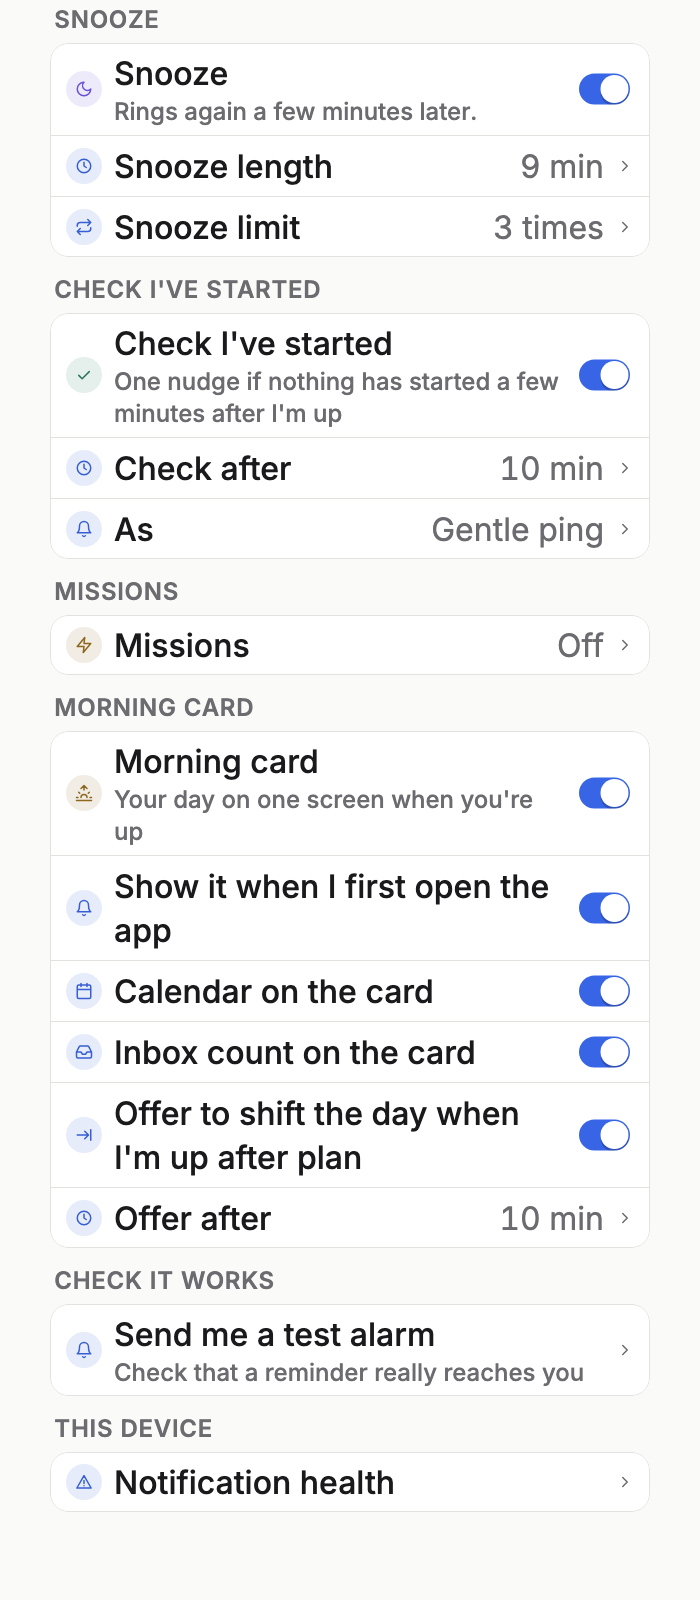 SNOOZE
Snooze
Rings again a few minutes later.
Snooze length 9 min
Snooze limit 3 times
CHECK I'VE STARTED
Check I've started
One nudge if nothing has started a few
minutes after I'm up
Check after 10 min
As Gentle ping
MISSIONS
Missions Off
MORNING CARD
Morning card
Your day on one screen when you're
up
Show it when I first open the
app
Calendar on the card
Inbox count on the card
Offer to shift the day when
I'm up after plan
Offer after 10 min
CHECK IT WORKS
Send me a test alarm
Check that a reminder really reaches you
THIS DEVICE
Notification health